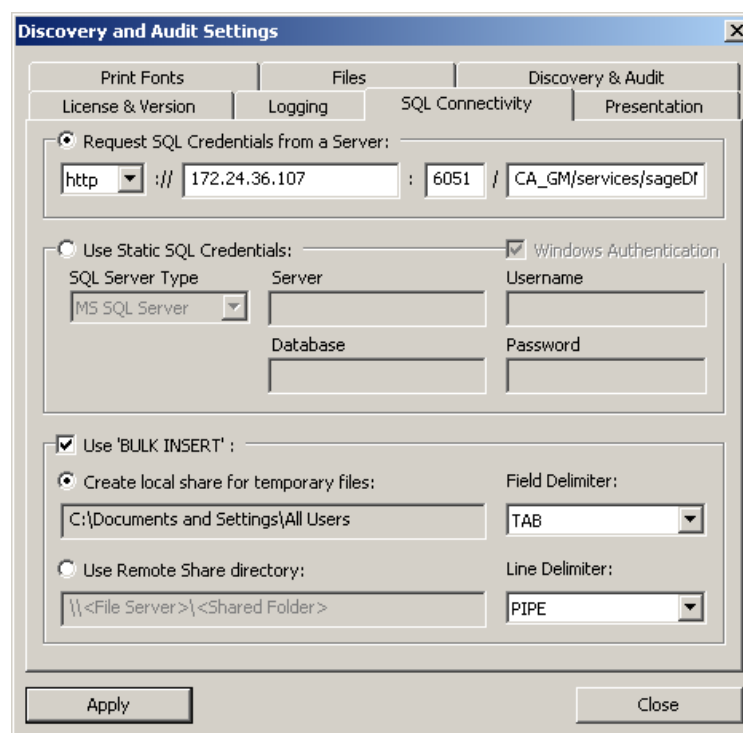 Discovery and Audit Settings
Print Fonts Files Discovery & Audit
License & Version Logging SQL Connectivity Presentation
Request SQL Credentials from a Server:
http :// 172.24.36.107 : 6051 /
Use Static SQL Credentials: Windows Authentication
SQL Server Type Server Username
MS SQL Server
Database Password
Use 'BULK INSERT' :
Create local share for temporary files: Field Delimiter:
C:\Documents and Settings\All Users TAB
Use Remote Share directory: Line Delimiter:
\\<File Server>\<Shared Folder> PIPE
Apply Close